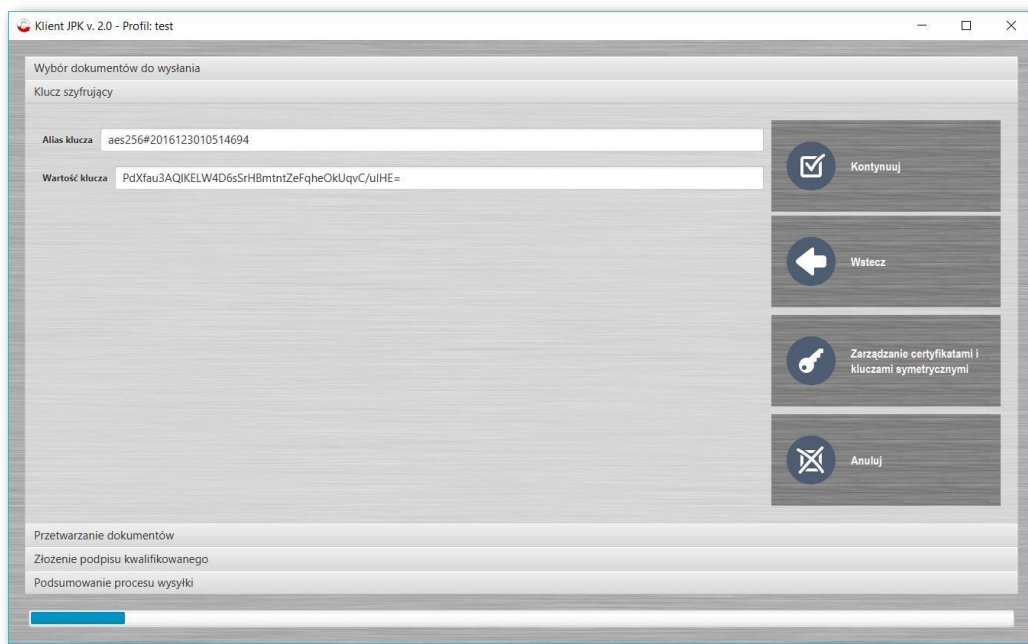 Klient JPK v. 2.0 - Profil: test
Wybór dokumentów do wysłania
Klucz szyfrujący
Alias klucza aes256#2016123010514694
Wartość klucza PdXfau3AQIKELW4D6sSrHBmtntZeFqheOkUqvC/uIHE=
Kontynuuj
Wstecz
Zarządzanie certyfikatami i
kluczami symetrycznymi
Anuluj
Przetwarzanie dokumentów
Złożenie podpisu kwalifikowanego
Podsumowanie procesu wysyłki